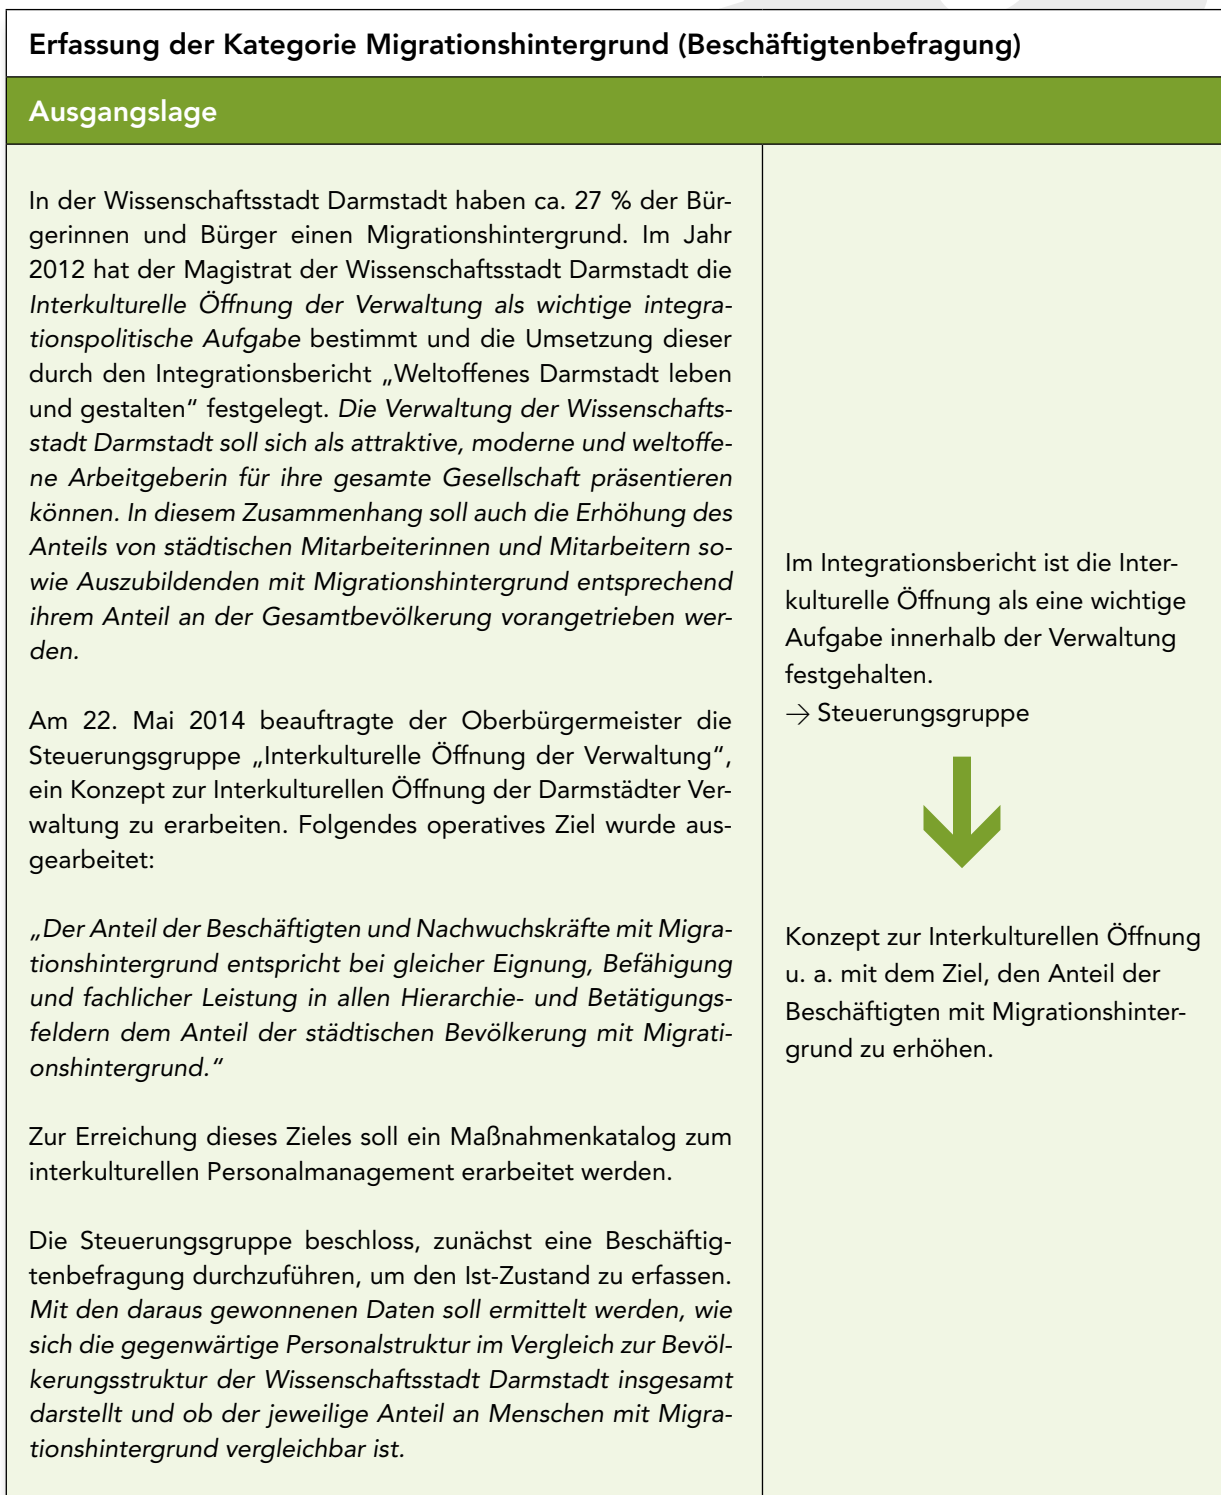 Erfassung der Kategorie Migrationshintergrund (Beschäftigtenbefragung)
Ausgangslage
In der Wissenschaftsstadt Darmstadt haben ca. 27 % der Bür-
gerinnen und Bürger einen Migrationshintergrund. Im Jahr
2012 hat der Magistrat der Wissenschaftsstadt Darmstadt die
Interkulturelle Öffnung der Verwaltung als wichtige integra-
tionspolitische Aufgabe bestimmt und die Umsetzung dieser
durch den Integrationsbericht „Weltoffenes Darmstadt leben
und gestalten“ festgelegt. Die Verwaltung der Wissenschafts-
stadt Darmstadt soll sich als attraktive, moderne und weltoffe-
ne Arbeitgeberin für ihre gesamte Gesellschaft präsentieren
können. In diesem Zusammenhang soll auch die Erhöhung des
Anteils von städtischen Mitarbeiterinnen und Mitarbeitern so-
wie Auszubildenden mit Migrationshintergrund entsprechend
ihrem Anteil an der Gesamtbevölkerung vorangetrieben wer-
den.
Am 22. Mai 2014 beauftragte der Oberbürgermeister die
Steuerungsgruppe „Interkulturelle Öffnung der Verwaltung“,
ein Konzept zur Interkulturellen Öffnung der Darmstädter Ver-
waltung zu erarbeiten. Folgendes operatives Ziel wurde aus-
gearbeitet:
„Der Anteil der Beschäftigten und Nachwuchskräfte mit Migra-
tionshintergrund entspricht bei gleicher Eignung, Befähigung
und fachlicher Leistung in allen Hierarchie- und Betätigungs-
feldern dem Anteil der städtischen Bevölkerung mit Migrati-
onshintergrund.“
Zur Erreichung dieses Zieles soll ein Maßnahmenkatalog zum
interkulturellen Personalmanagement erarbeitet werden.
Die Steuerungsgruppe beschloss, zunächst eine Beschäftig-
tenbefragung durchzuführen, um den Ist-Zustand zu erfassen.
Mit den daraus gewonnenen Daten soll ermittelt werden, wie
sich die gegenwärtige Personalstruktur im Vergleich zur Bevöl-
kerungsstruktur der Wissenschaftsstadt Darmstadt insgesamt
darstellt und ob der jeweilige Anteil an Menschen mit Migra-
tionshintergrund vergleichbar ist.
Im Integrationsbericht ist die Inter-
kulturelle Öffnung als eine wichtige
Aufgabe innerhalb der Verwaltung
festgehalten.
→ Steuerungsgruppe
Konzept zur Interkulturellen Öffnung
u. a. mit dem Ziel, den Anteil der
Beschäftigten mit Migrationshinter-
grund zu erhöhen.